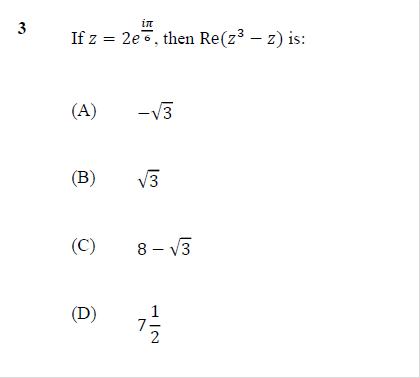 3 If z = 2e^{iπ/6}, then Re(z³ − z) is:
(A) −√3
(B) √3
(C) 8 − √3
(D) 7 1/2